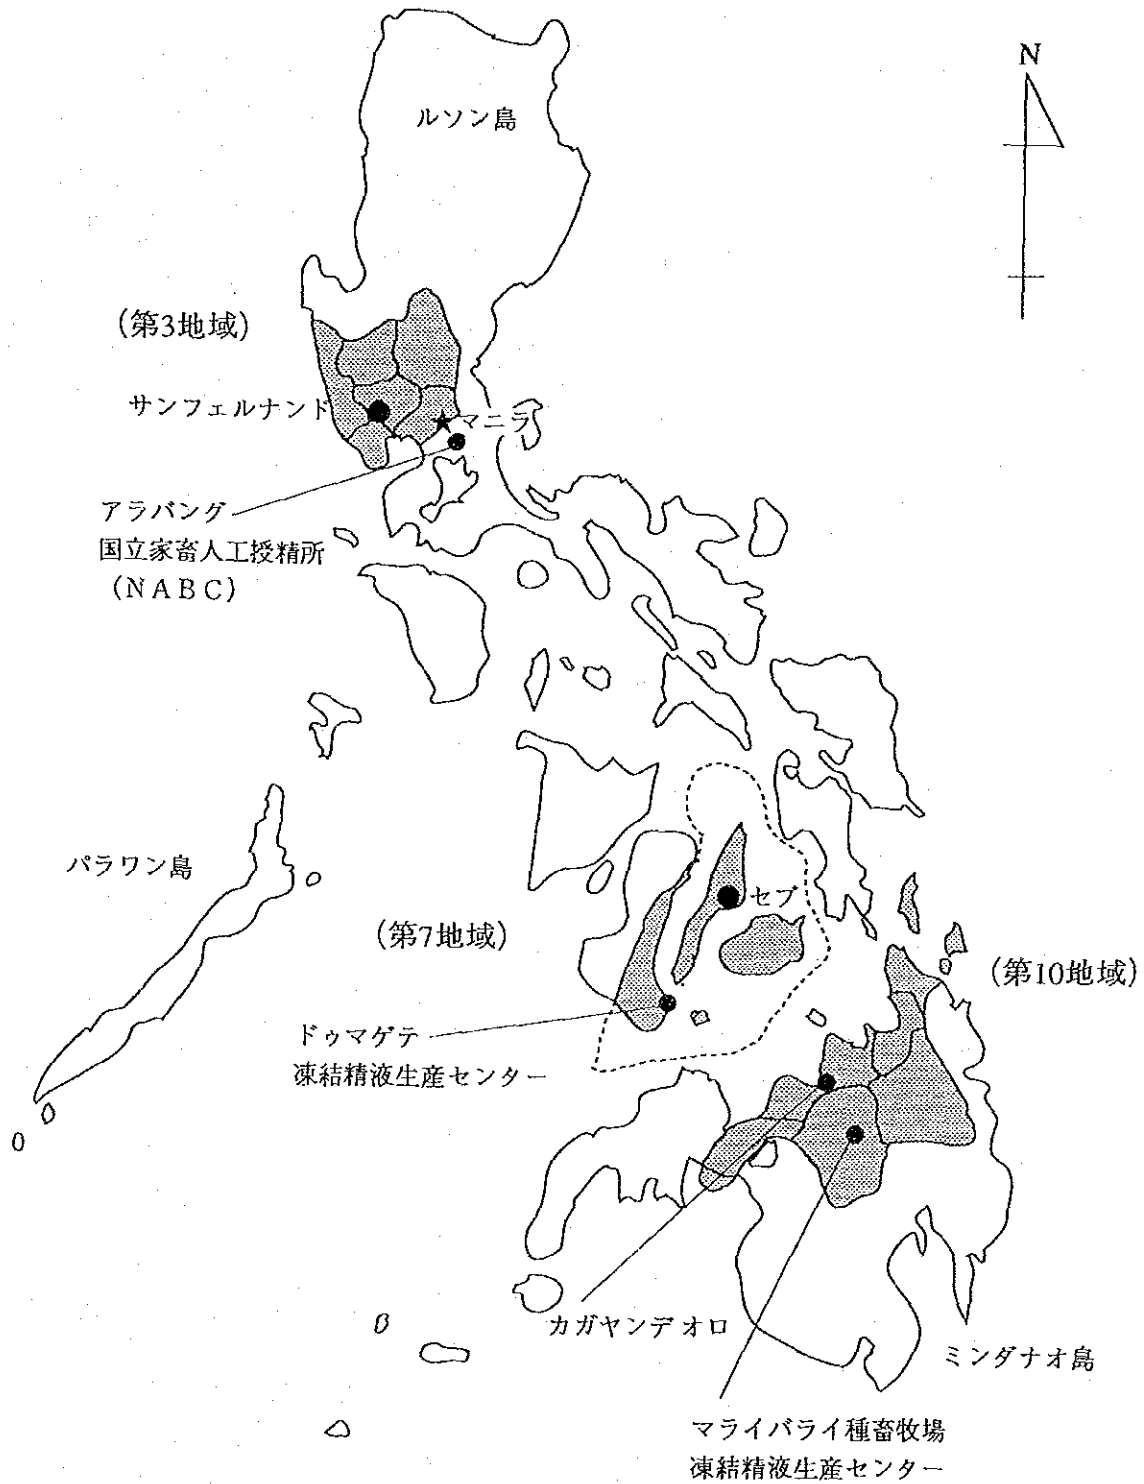 N
ルソン島
(第3地域)
サンフェルナンド
マニラ
アラバング
国立家畜人工授精所
(NABC)
パラワン島
セブ
(第7地域)
(第10地域)
ドゥマゲテ
凍結精液生産センター
カガヤンデオロ
ミンダナオ島
マライバライ種畜牧場
凍結精液生産センター